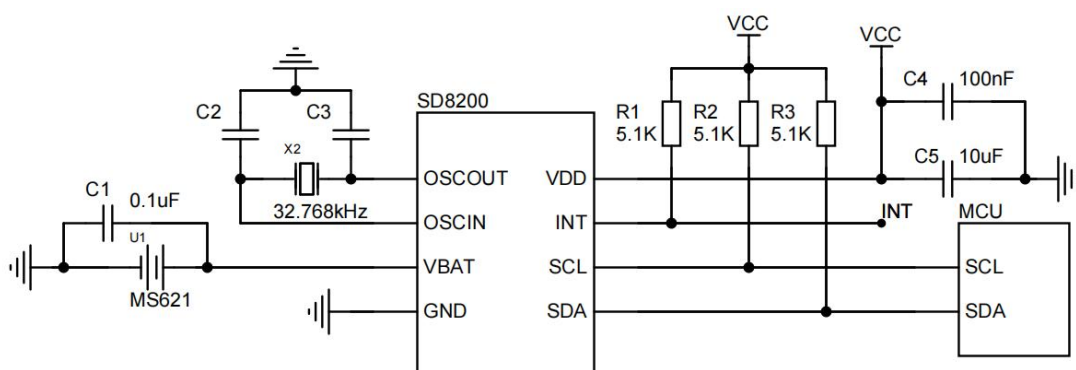 VCC
VCC
C4 100nF
SD8200
C2
C3
R1
5.1K
R2
5.1K
R3
5.1K
X2
C5 10uF
OSCOUT
VDD
C1
0.1uF
32.768kHz
OSCIN
INT
INT
MCU
U1
VBAT
SCL
SCL
MS621
GND
SDA
SDA